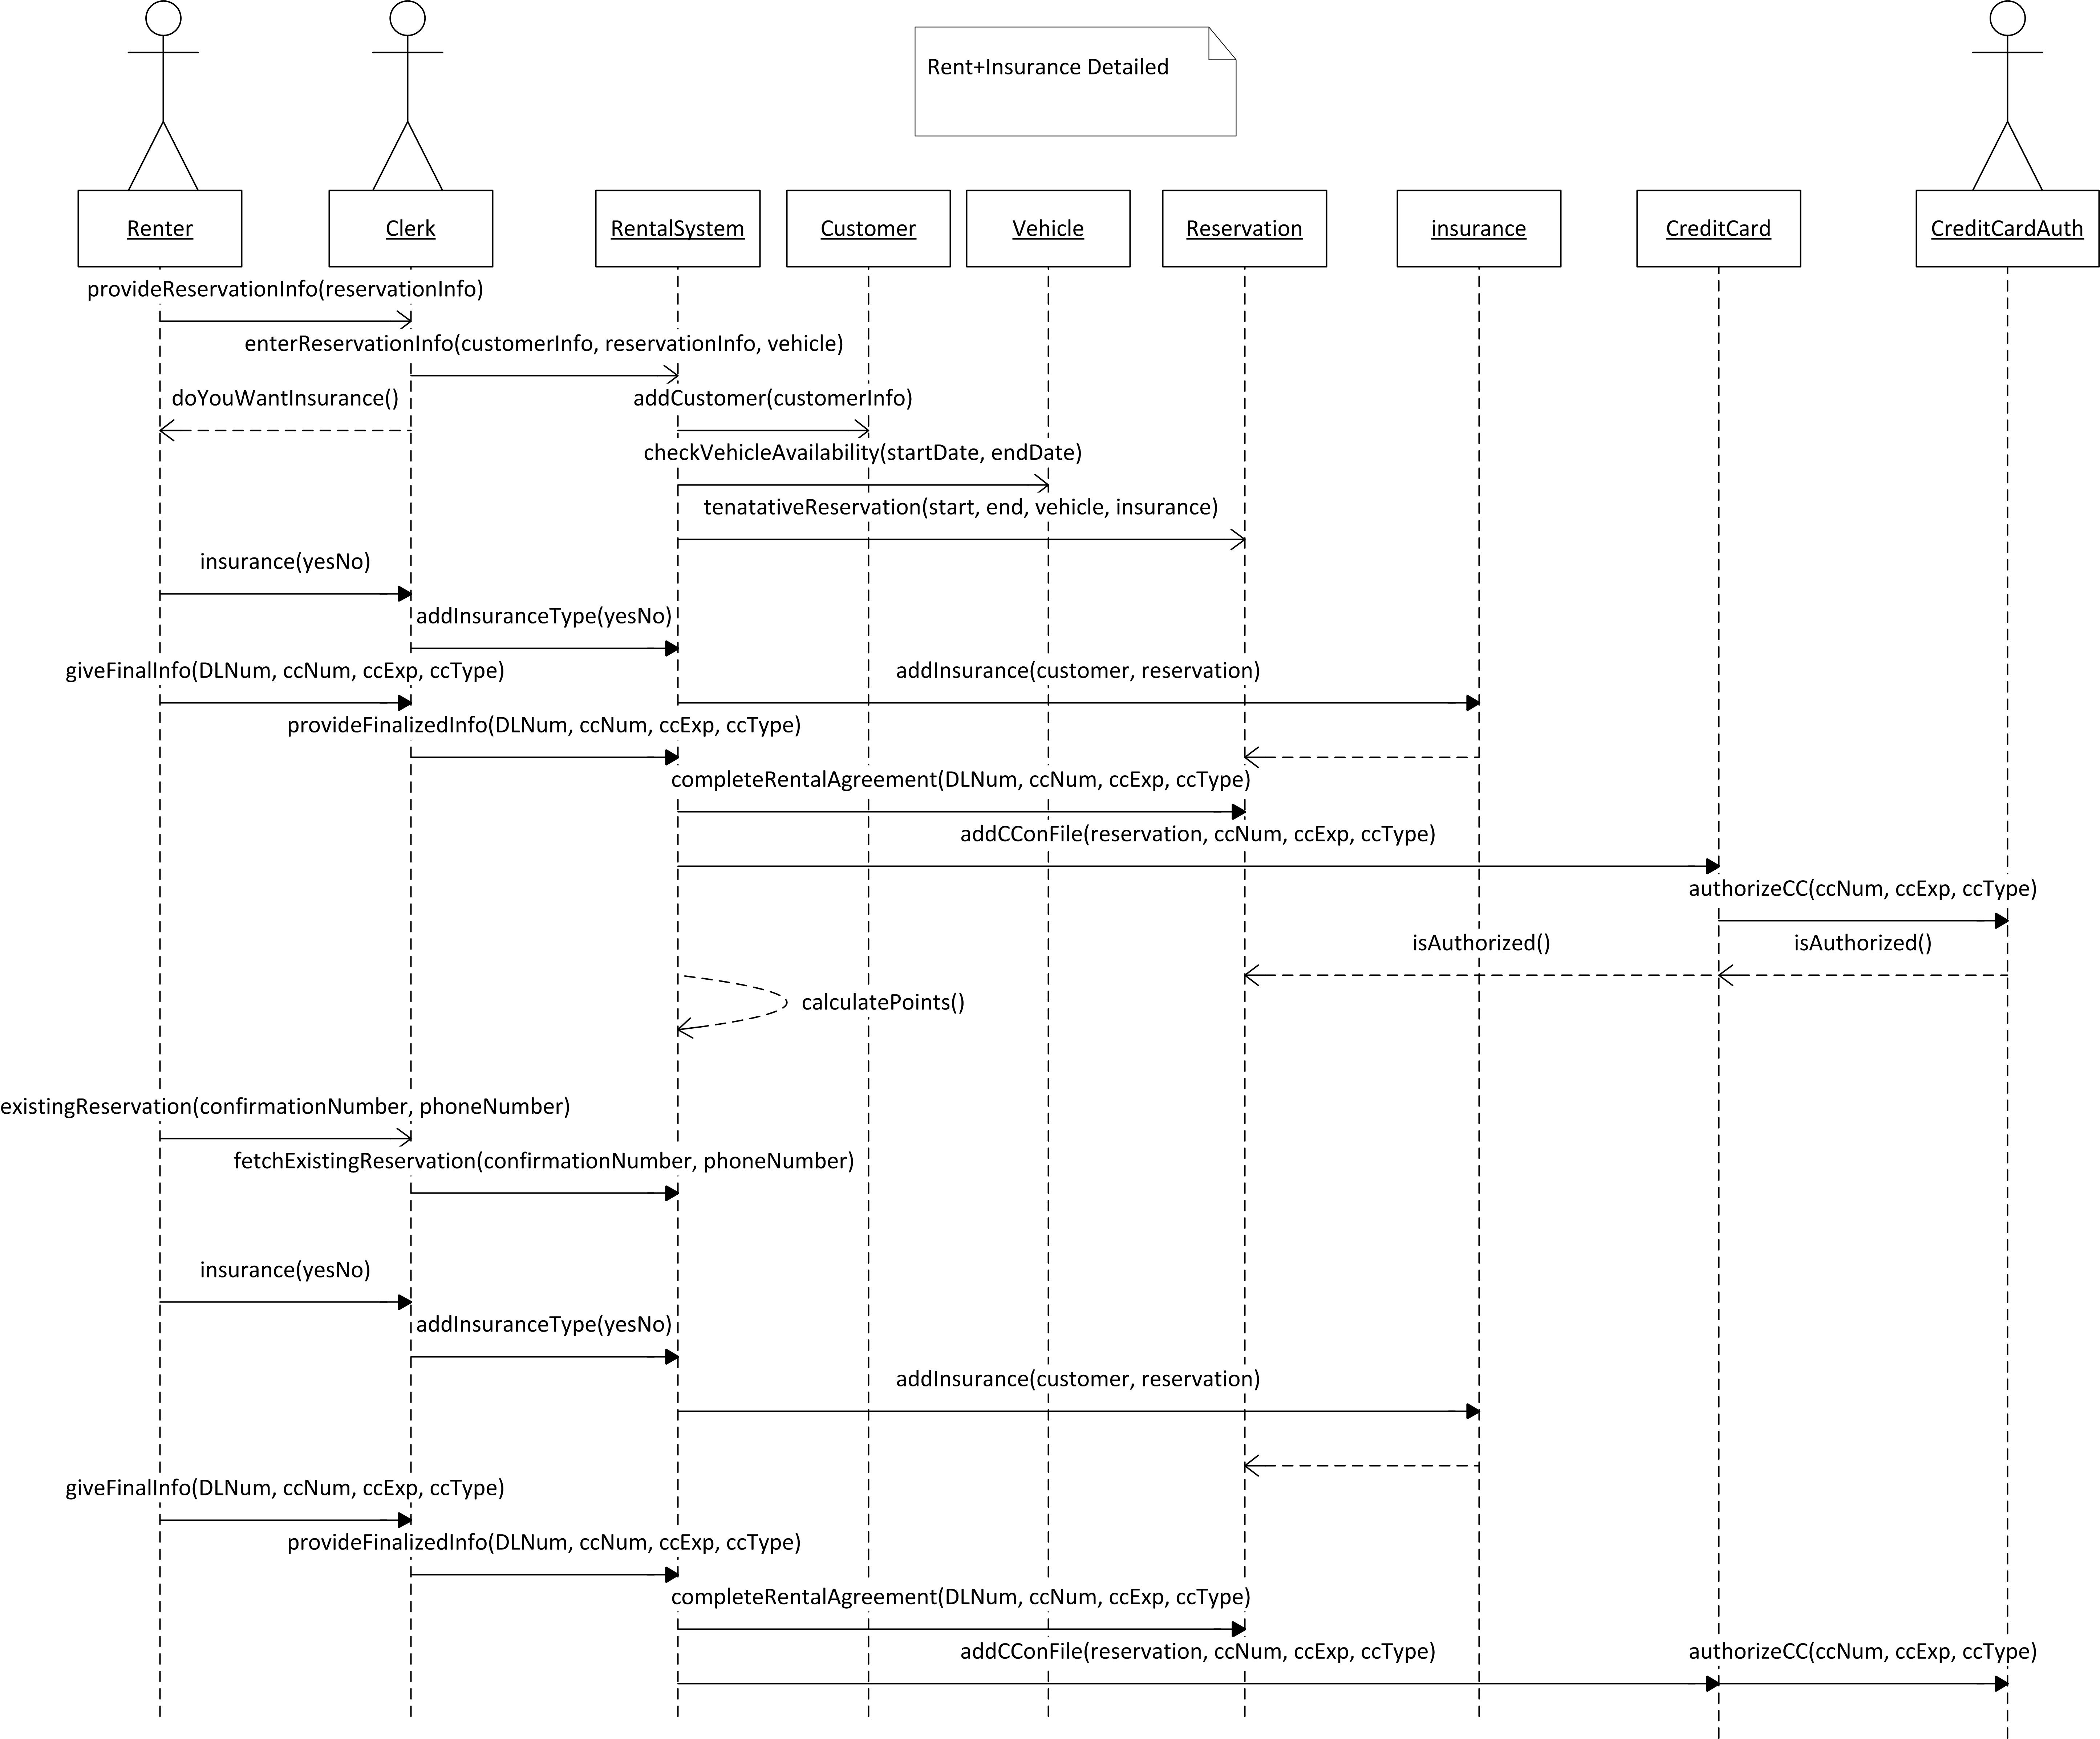 Rent+Insurance Detailed
Renter
Clerk
RentalSystem
Customer
Vehicle
Reservation
insurance
CreditCard
CreditCardAuth
provideReservationInfo(reservationInfo)
enterReservationInfo(customerInfo, reservationInfo, vehicle)
doYouWantInsurance()
addCustomer(customerInfo)
checkVehicleAvailability(startDate, endDate)
tenatativeReservation(start, end, vehicle, insurance)
insurance(yesNo)
addInsuranceType(yesNo)
giveFinalInfo(DLNum, ccNum, ccExp, ccType)
addInsurance(customer, reservation)
provideFinalizedInfo(DLNum, ccNum, ccExp, ccType)
completeRentalAgreement(DLNum, ccNum, ccExp, ccType)
addCConFile(reservation, ccNum, ccExp, ccType)
authorizeCC(ccNum, ccExp, ccType)
isAuthorized()
isAuthorized()
calculatePoints()
existingReservation(confirmationNumber, phoneNumber)
fetchExistingReservation(confirmationNumber, phoneNumber)
insurance(yesNo)
addInsuranceType(yesNo)
addInsurance(customer, reservation)
giveFinalInfo(DLNum, ccNum, ccExp, ccType)
provideFinalizedInfo(DLNum, ccNum, ccExp, ccType)
completeRentalAgreement(DLNum, ccNum, ccExp, ccType)
addCConFile(reservation, ccNum, ccExp, ccType)
authorizeCC(ccNum, ccExp, ccType)